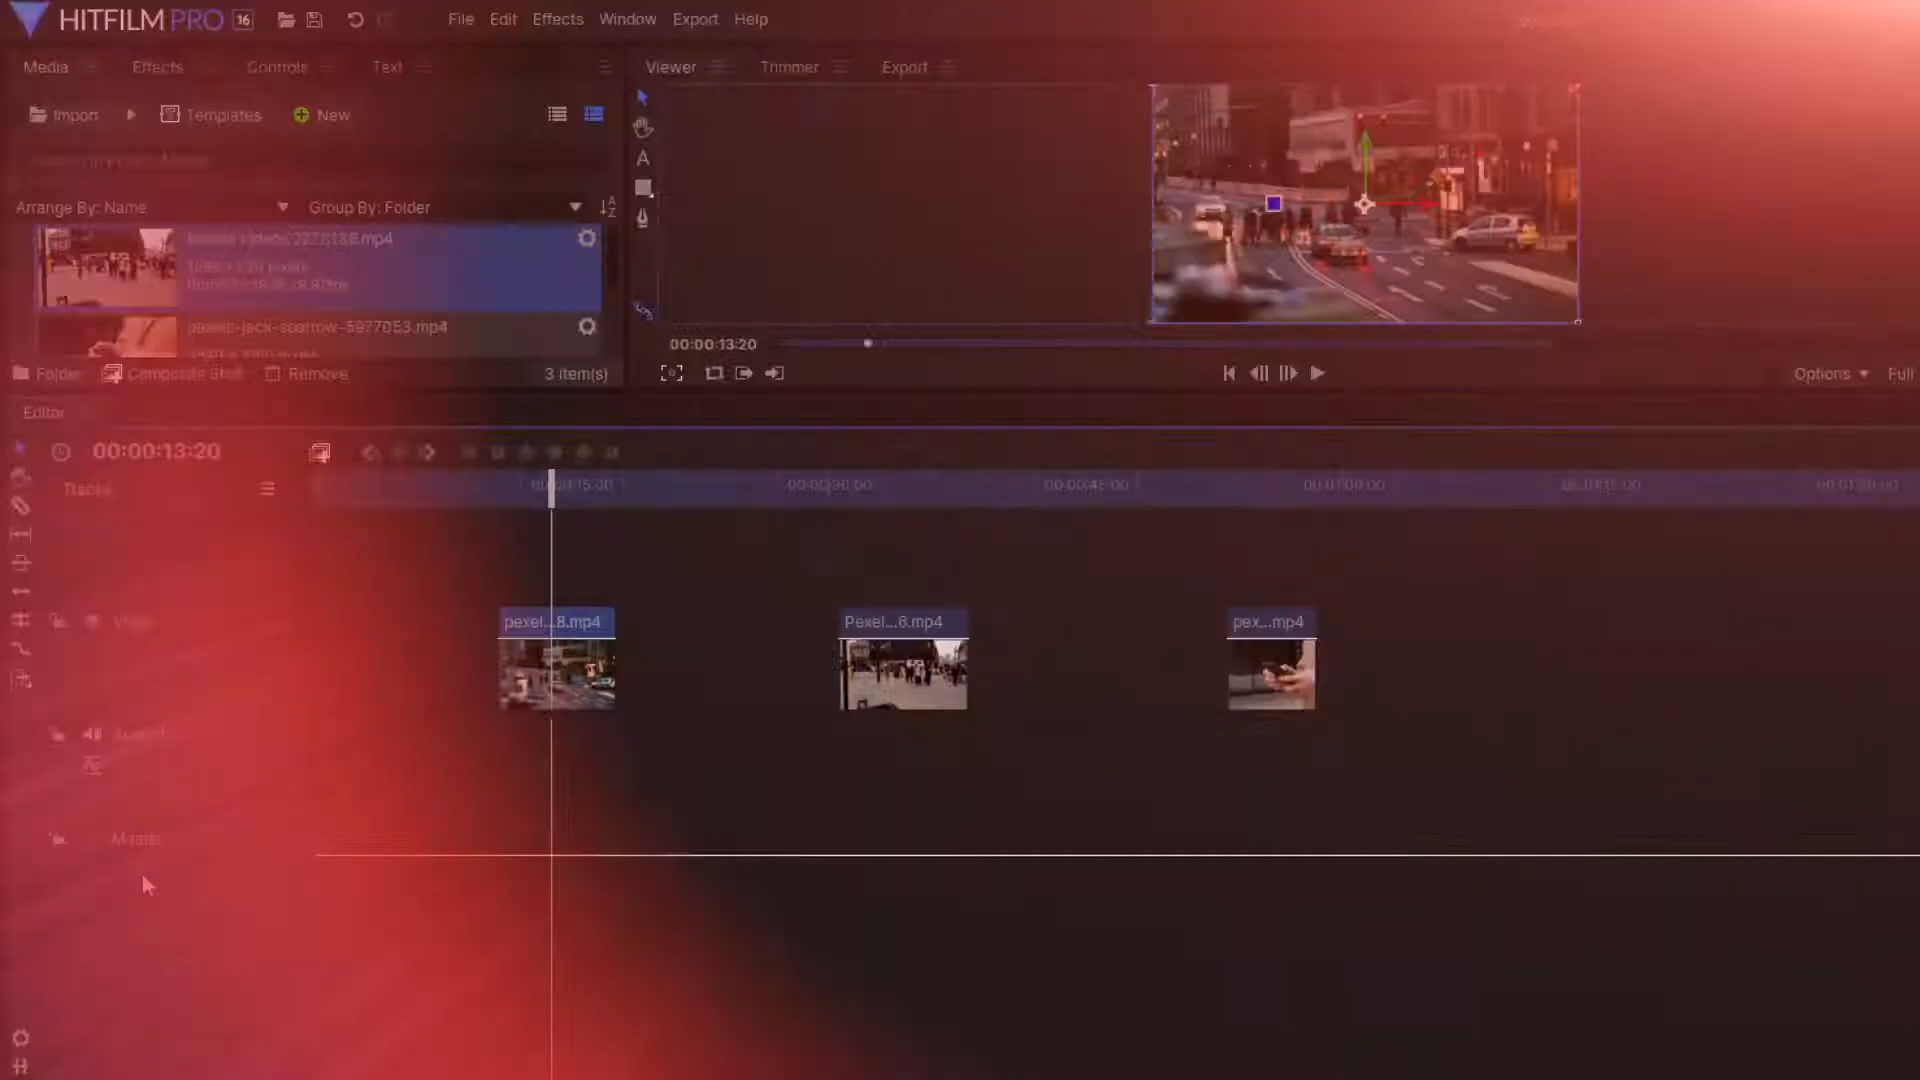 HITFILM PRO 16 File Edit Effects Window Export Help
Media Effects Controls Text Viewer Trimmer Export
Import Templates New
Arrange By: Name Group By: Folder
pexels-jack-sparrow-5977053.mp4
00:00:13:20
Folder Composite Shot Remove 3 item(s) Options Full
Editor
00:00:13:20
Tracks 00:00:15:00 00:00:30:00 00:00:45:00 00:01:00:00 00:01:15:00 00:01:30:00
pexel...8.mp4 Pexel...6.mp4 pex...mp4
Master